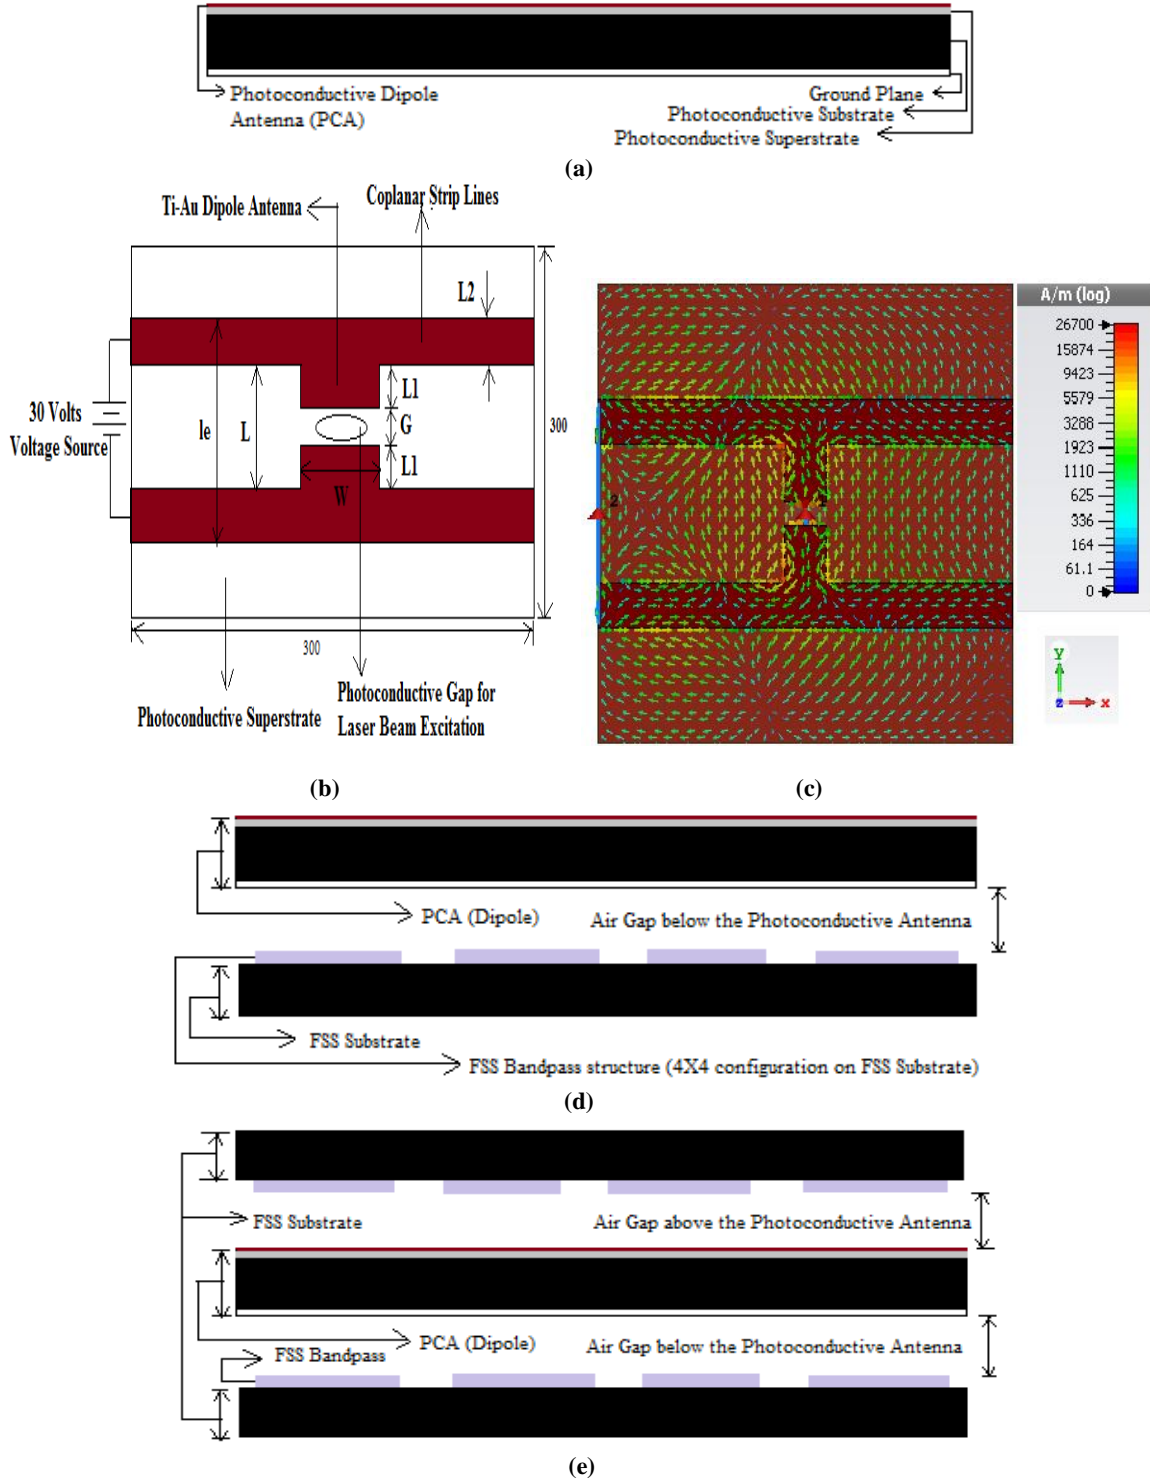 Photoconductive Dipole
Antenna (PCA)
Ground Plane
Photoconductive Substrate
Photoconductive Superstrate
(a)
Ti-Au Dipole Antenna
Coplanar Strip Lines
L2
30 Volts
Voltage Source
le
L
L1
G
L1
W
300
300
Photoconductive Superstrate
Photoconductive Gap for
Laser Beam Excitation
(b)
A/m (log)
26700
15874
9423
5579
3288
1923
1110
625
336
164
61.1
0
2
y
z
x
(c)
PCA (Dipole)
Air Gap below the Photoconductive Antenna
FSS Substrate
FSS Bandpass structure (4X4 configuration on FSS Substrate)
(d)
FSS Substrate
Air Gap above the Photoconductive Antenna
PCA (Dipole)
Air Gap below the Photoconductive Antenna
FSS Bandpass
(e)